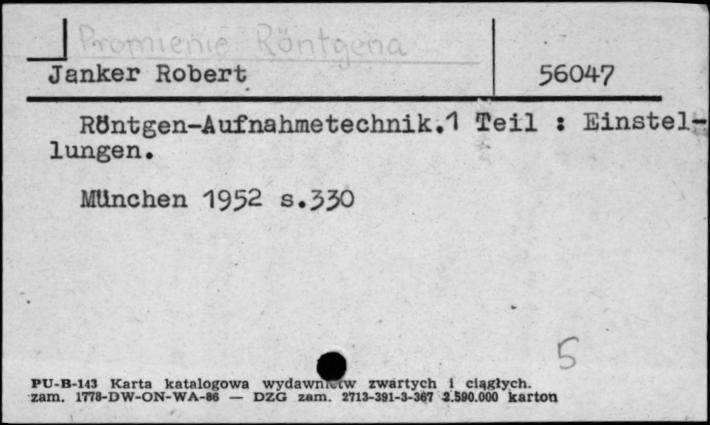 Promienie Röntgena
Janker Robert 56047
Röntgen-Aufnahmetechnik.1 Teil : Einstel-
lungen.
München 1952 s.330
5
PU-B-143 Karta katalogowa wydawnictw zwartych i ciągłych.
zam. 1778-DW-ON-WA-86 — DZG zam. 2713-391-3-367 2.590.000 karton